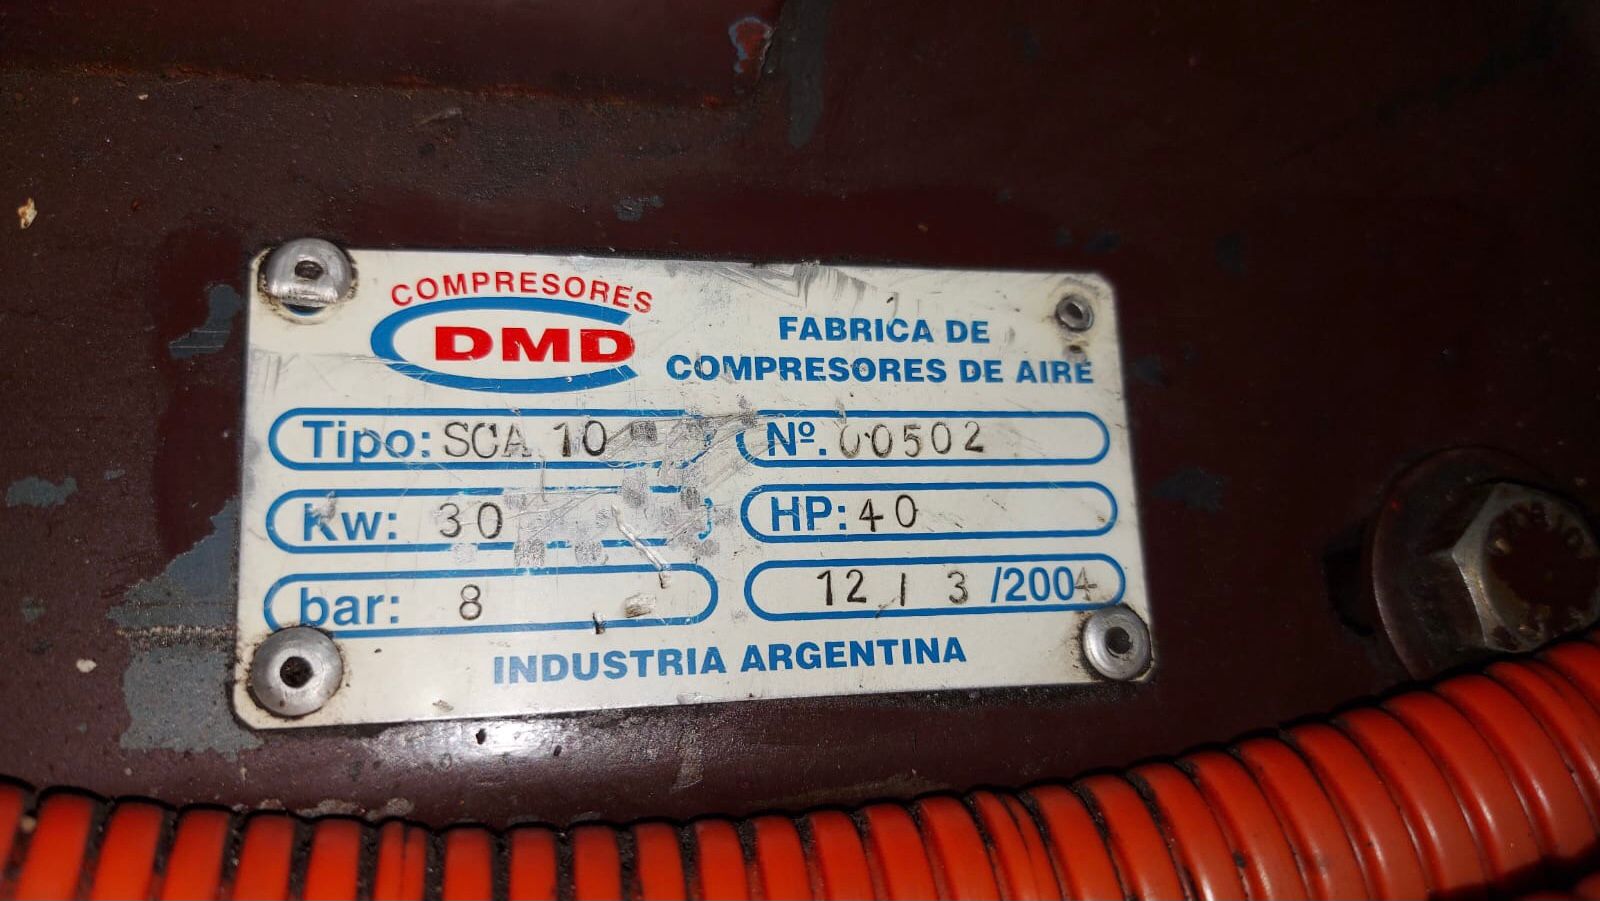 COMPRESORES
DMD
FABRICA DE
COMPRESORES DE AIRE
Tipo: SCA 10
Nº. 00502
Kw: 30
HP: 40
bar: 8
12 / 3 /2004
INDUSTRIA ARGENTINA